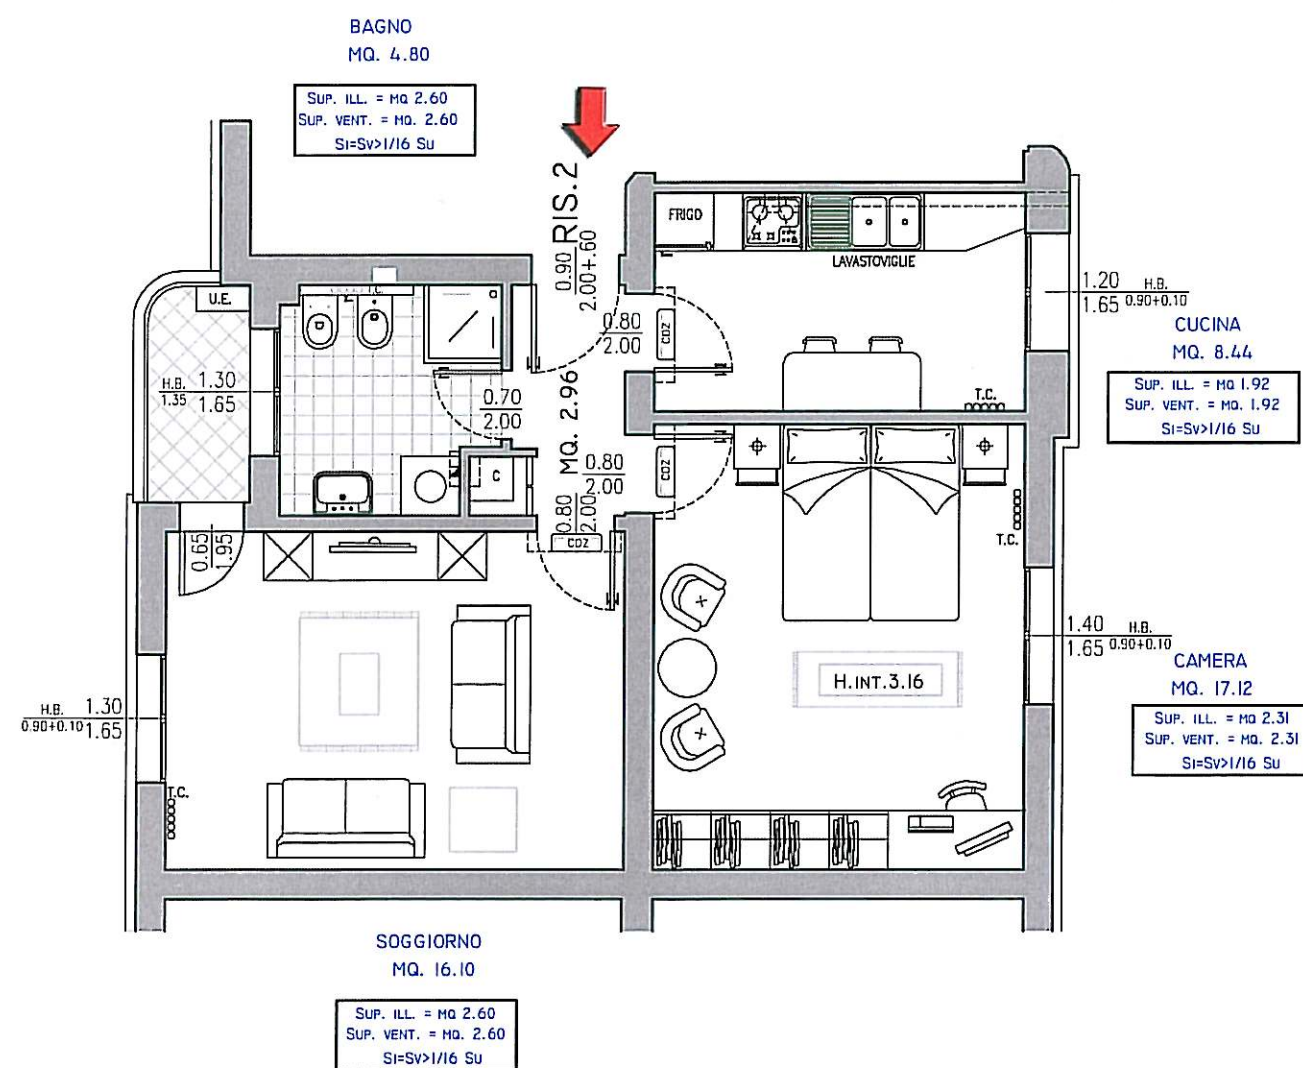 BAGNO
MQ. 4.80
SUP. ILL. = MQ 2.60
SUP. VENT. = MQ. 2.60
SI=SV>1/16 SU
RIS.2
0.90
2.00+.60
FRIGO
LAVASTOVIGLIE
1.20 H.B.
1.65 0.90+0.10
CUCINA
MQ. 8.44
SUP. ILL. = MQ 1.92
SUP. VENT. = MQ. 1.92
SI=SV>1/16 SU
U.E.
T.C.
0.80
2.00
CDZ
H.B. 1.30
1.35 1.65
0.70
2.00
MQ. 2.96
T.C.
C
0.80
2.00
CDZ
0.80
2.00
CDZ
T.C.
0.65
1.95
1.40 H.B.
1.65 0.90+0.10
CAMERA
MQ. 17.12
SUP. ILL. = MQ 2.31
SUP. VENT. = MQ. 2.31
SI=SV>1/16 SU
H.INT.3.16
H.B. 1.30
0.90+0.10 1.65
T.C.
SOGGIORNO
MQ. 16.10
SUP. ILL. = MQ 2.60
SUP. VENT. = MQ. 2.60
SI=SV>1/16 SU